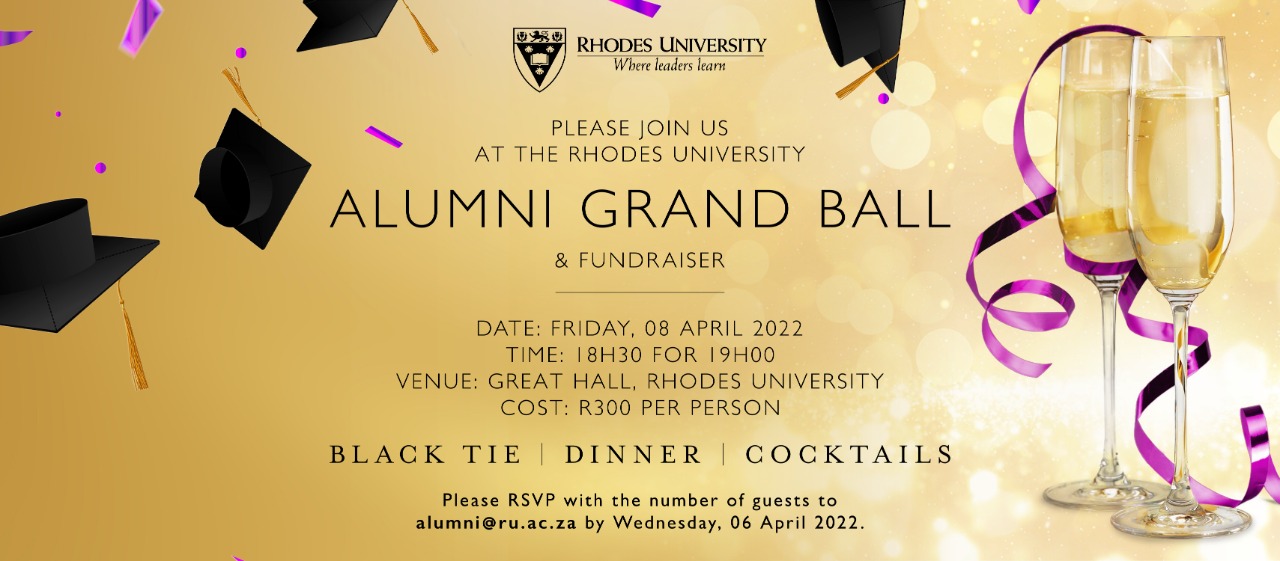 RHODES UNIVERSITY
Where leaders learn
PLEASE JOIN US
AT THE RHODES UNIVERSITY
ALUMNI GRAND BALL
& FUNDRAISER
DATE: FRIDAY, 08 APRIL 2022
TIME: 18H30 FOR 19H00
VENUE: GREAT HALL, RHODES UNIVERSITY
COST: R300 PER PERSON
BLACK TIE | DINNER | COCKTAILS
Please RSVP with the number of guests to
alumni@ru.ac.za by Wednesday, 06 April 2022.